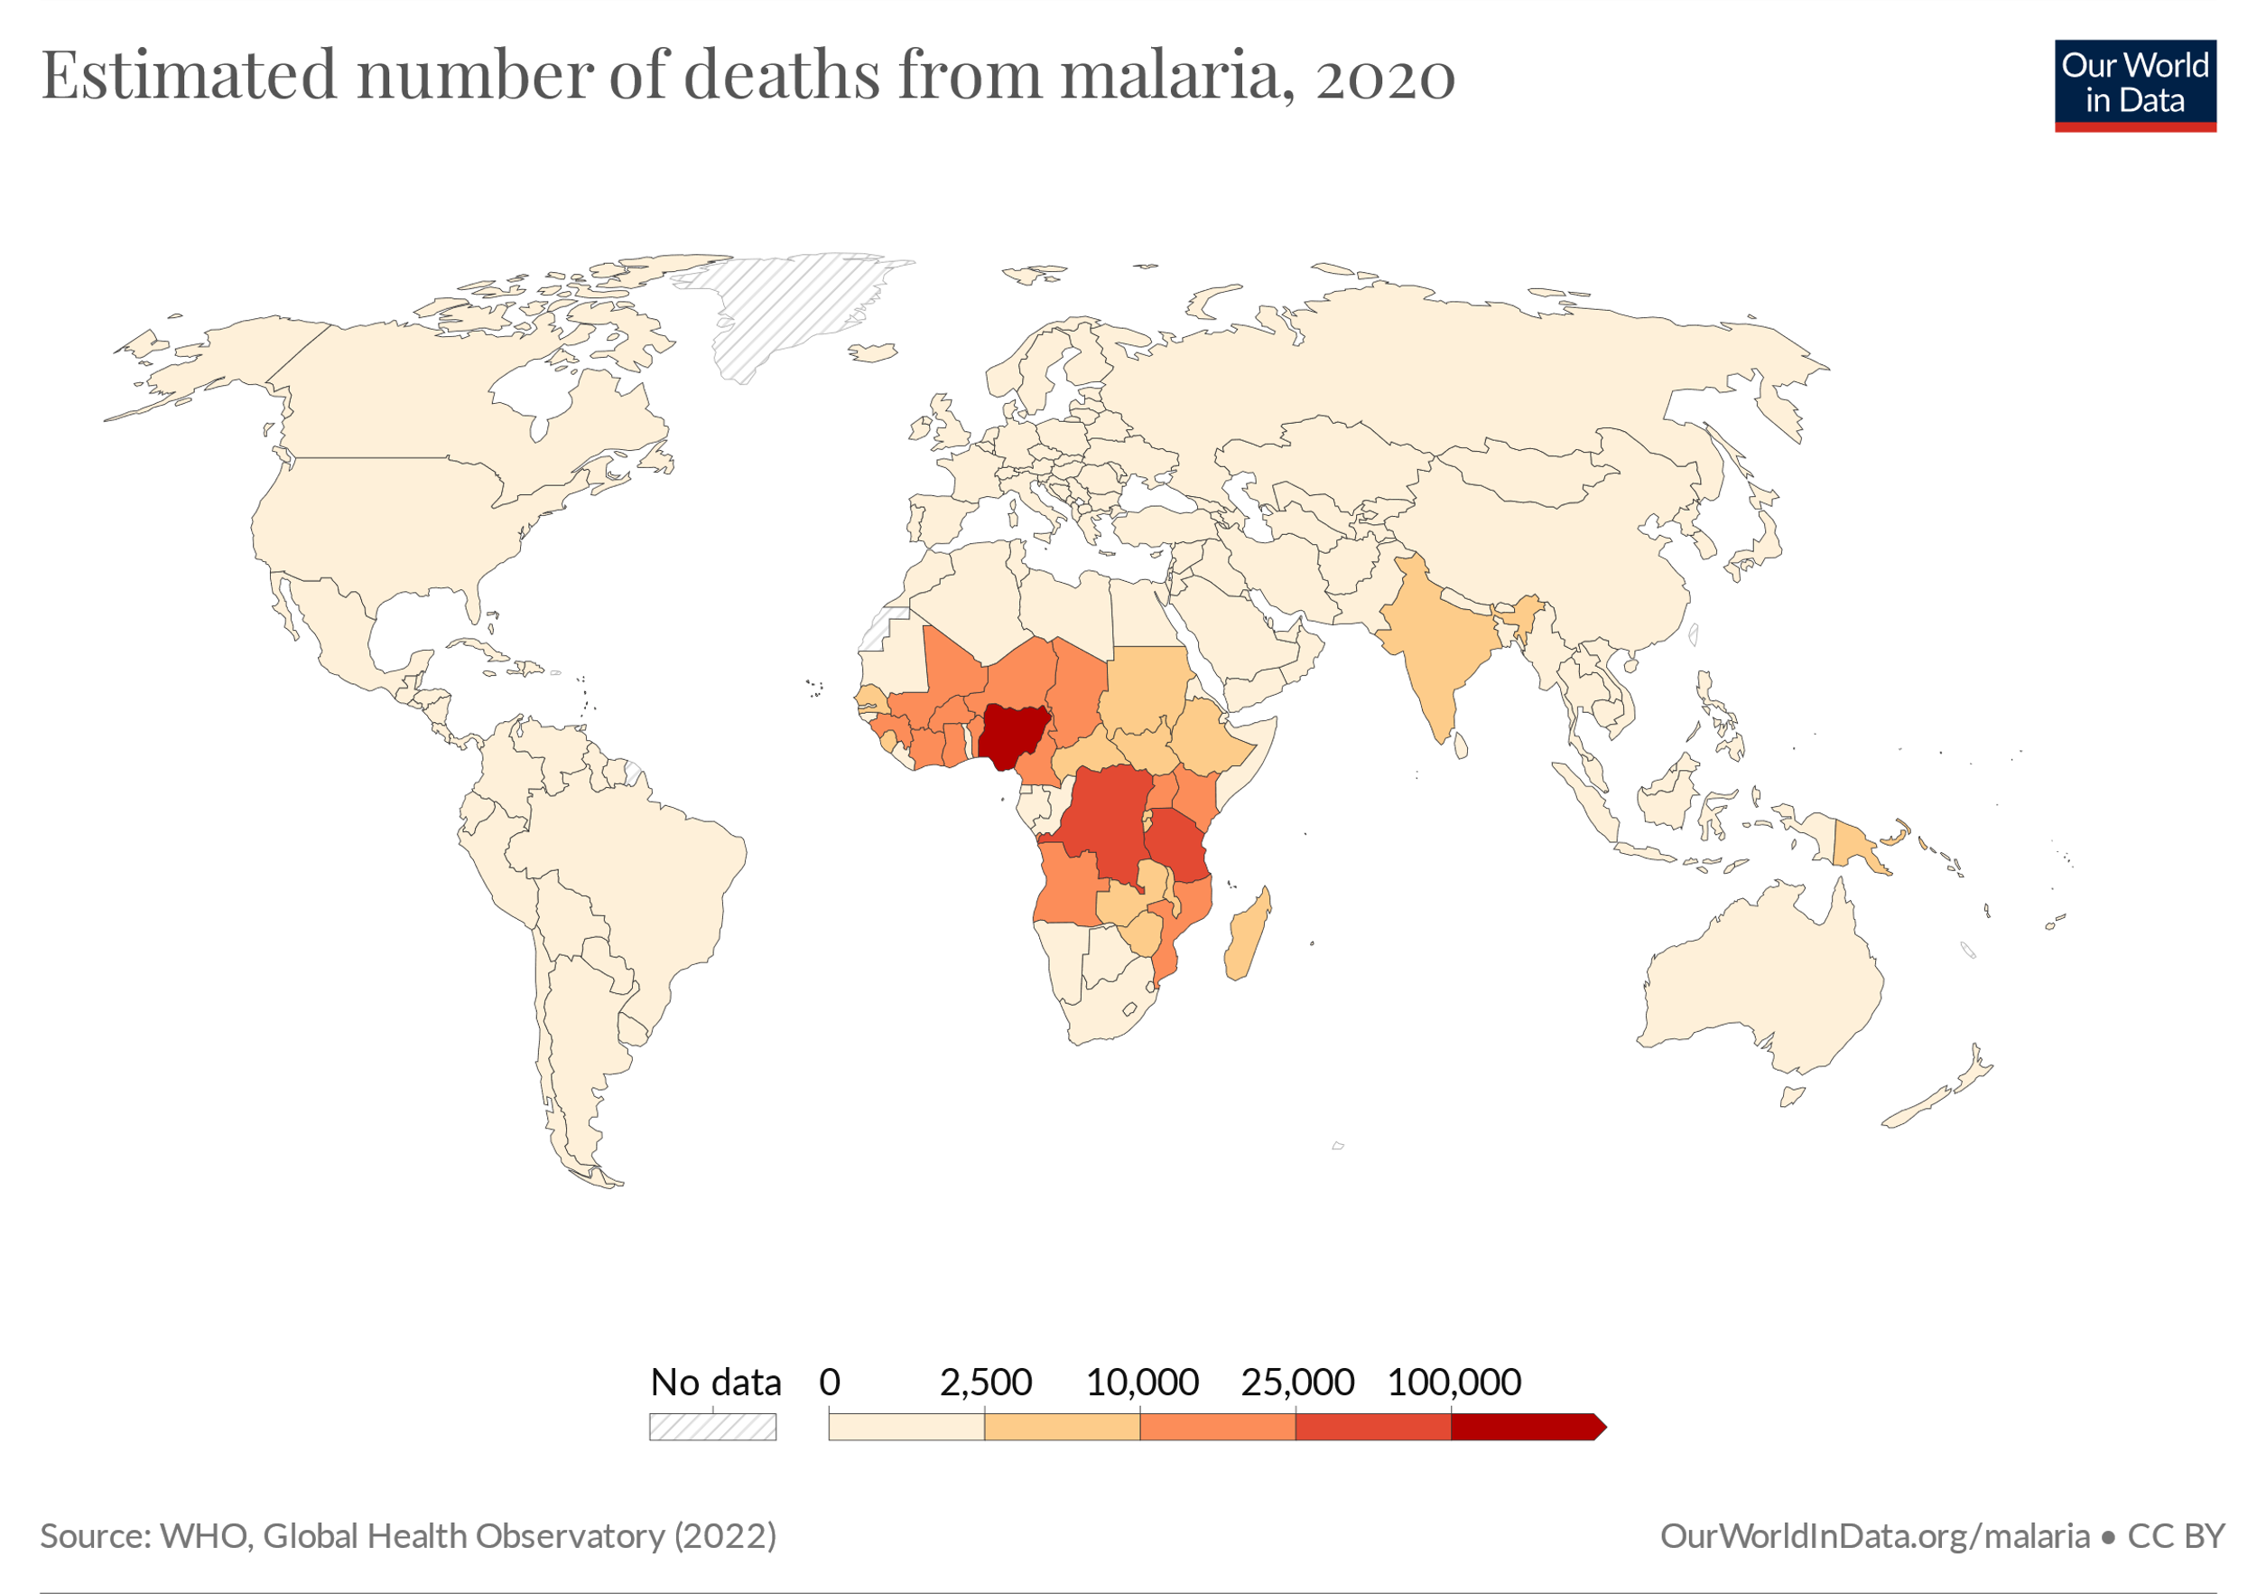 Estimated number of deaths from malaria, 2020
Our World
in Data
No data
0
2,500
10,000
25,000
100,000
Source: WHO, Global Health Observatory (2022)
OurWorldInData.org/malaria • CC BY